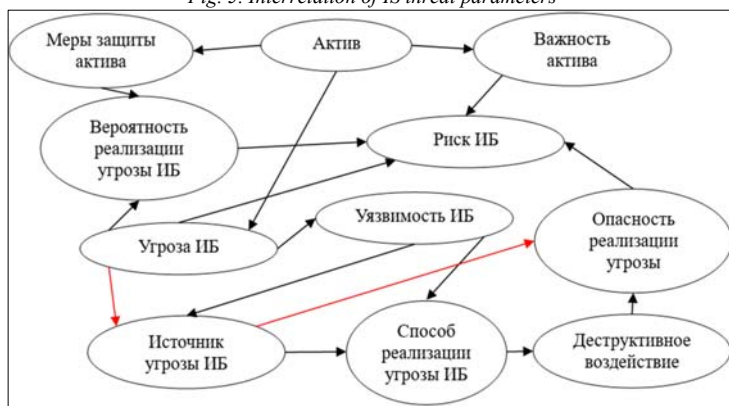 Fig. 3. Interrelation of IS threat parameters
Меры защиты
актива
Актив
Важность
актива
Вероятность
реализации
угрозы ИБ
Риск ИБ
Уязвимость ИБ
Опасность
реализации
угрозы
Угроза ИБ
Источник
угрозы ИБ
Способ
реализации
угрозы ИБ
Деструктивное
воздействие